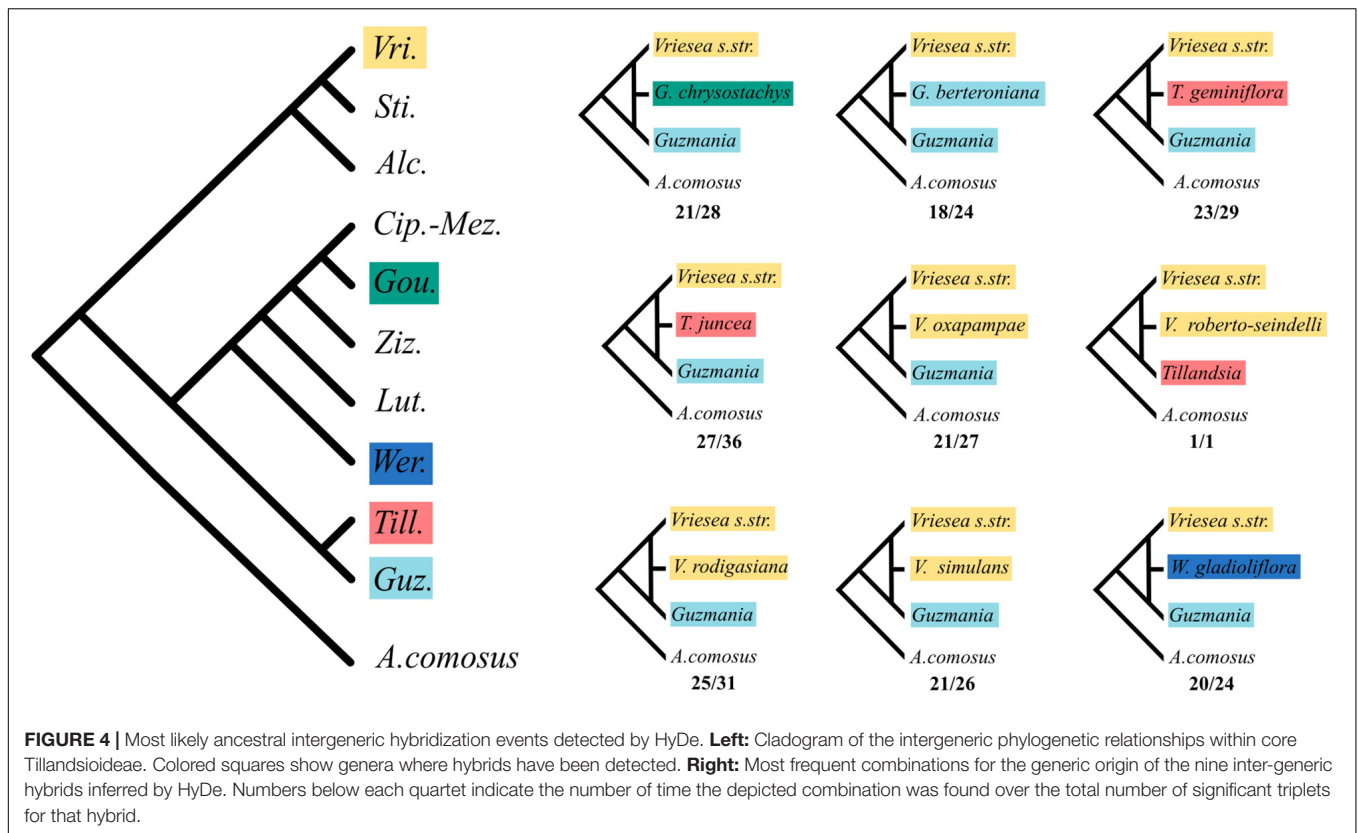 Vri.
Sti.
Alc.
Cip.-Mez.
Gou.
Ziz.
Lut.
Wer.
Till.
Guz.
A.comosus
Vriesea s.str.
G. chrysostachys
Guzmania
A.comosus
21/28
Vriesea s.str.
G. berteroniana
Guzmania
A.comosus
18/24
Vriesea s.str.
T. geminiflora
Guzmania
A.comosus
23/29
Vriesea s.str.
T. juncea
Guzmania
A.comosus
27/36
Vriesea s.str.
V. oxapampae
Guzmania
A.comosus
21/27
Vriesea s.str.
V. roberto-seindelli
Tillandsia
A.comosus
1/1
Vriesea s.str.
V. rodigasiana
Guzmania
A.comosus
25/31
Vriesea s.str.
V. simulans
Guzmania
A.comosus
21/26
Vriesea s.str.
W. gladioliflora
Guzmania
A.comosus
20/24
FIGURE 4 | Most likely ancestral intergeneric hybridization events detected by HyDe. Left: Cladogram of the intergeneric phylogenetic relationships within core
Tillandsioideae. Colored squares show genera where hybrids have been detected. Right: Most frequent combinations for the generic origin of the nine inter-generic
hybrids inferred by HyDe. Numbers below each quartet indicate the number of time the depicted combination was found over the total number of significant triplets
for that hybrid.